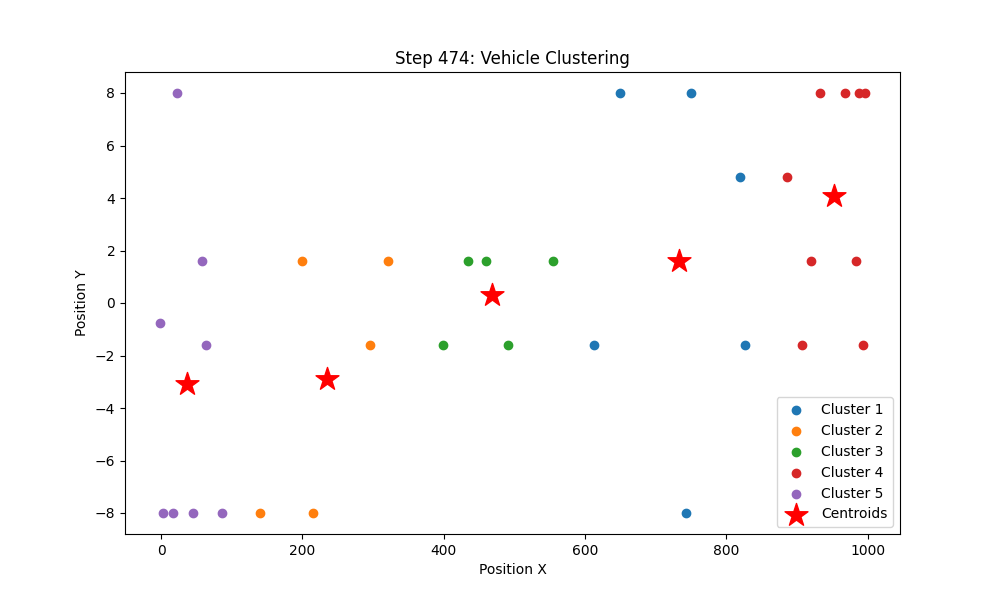 Step 474: Vehicle Clustering
Position Y
8
6
4
2
0
−2
−4
−6
−8
Cluster 1
Cluster 2
Cluster 3
Cluster 4
Cluster 5
Centroids
0 200 400 600 800 1000
Position X